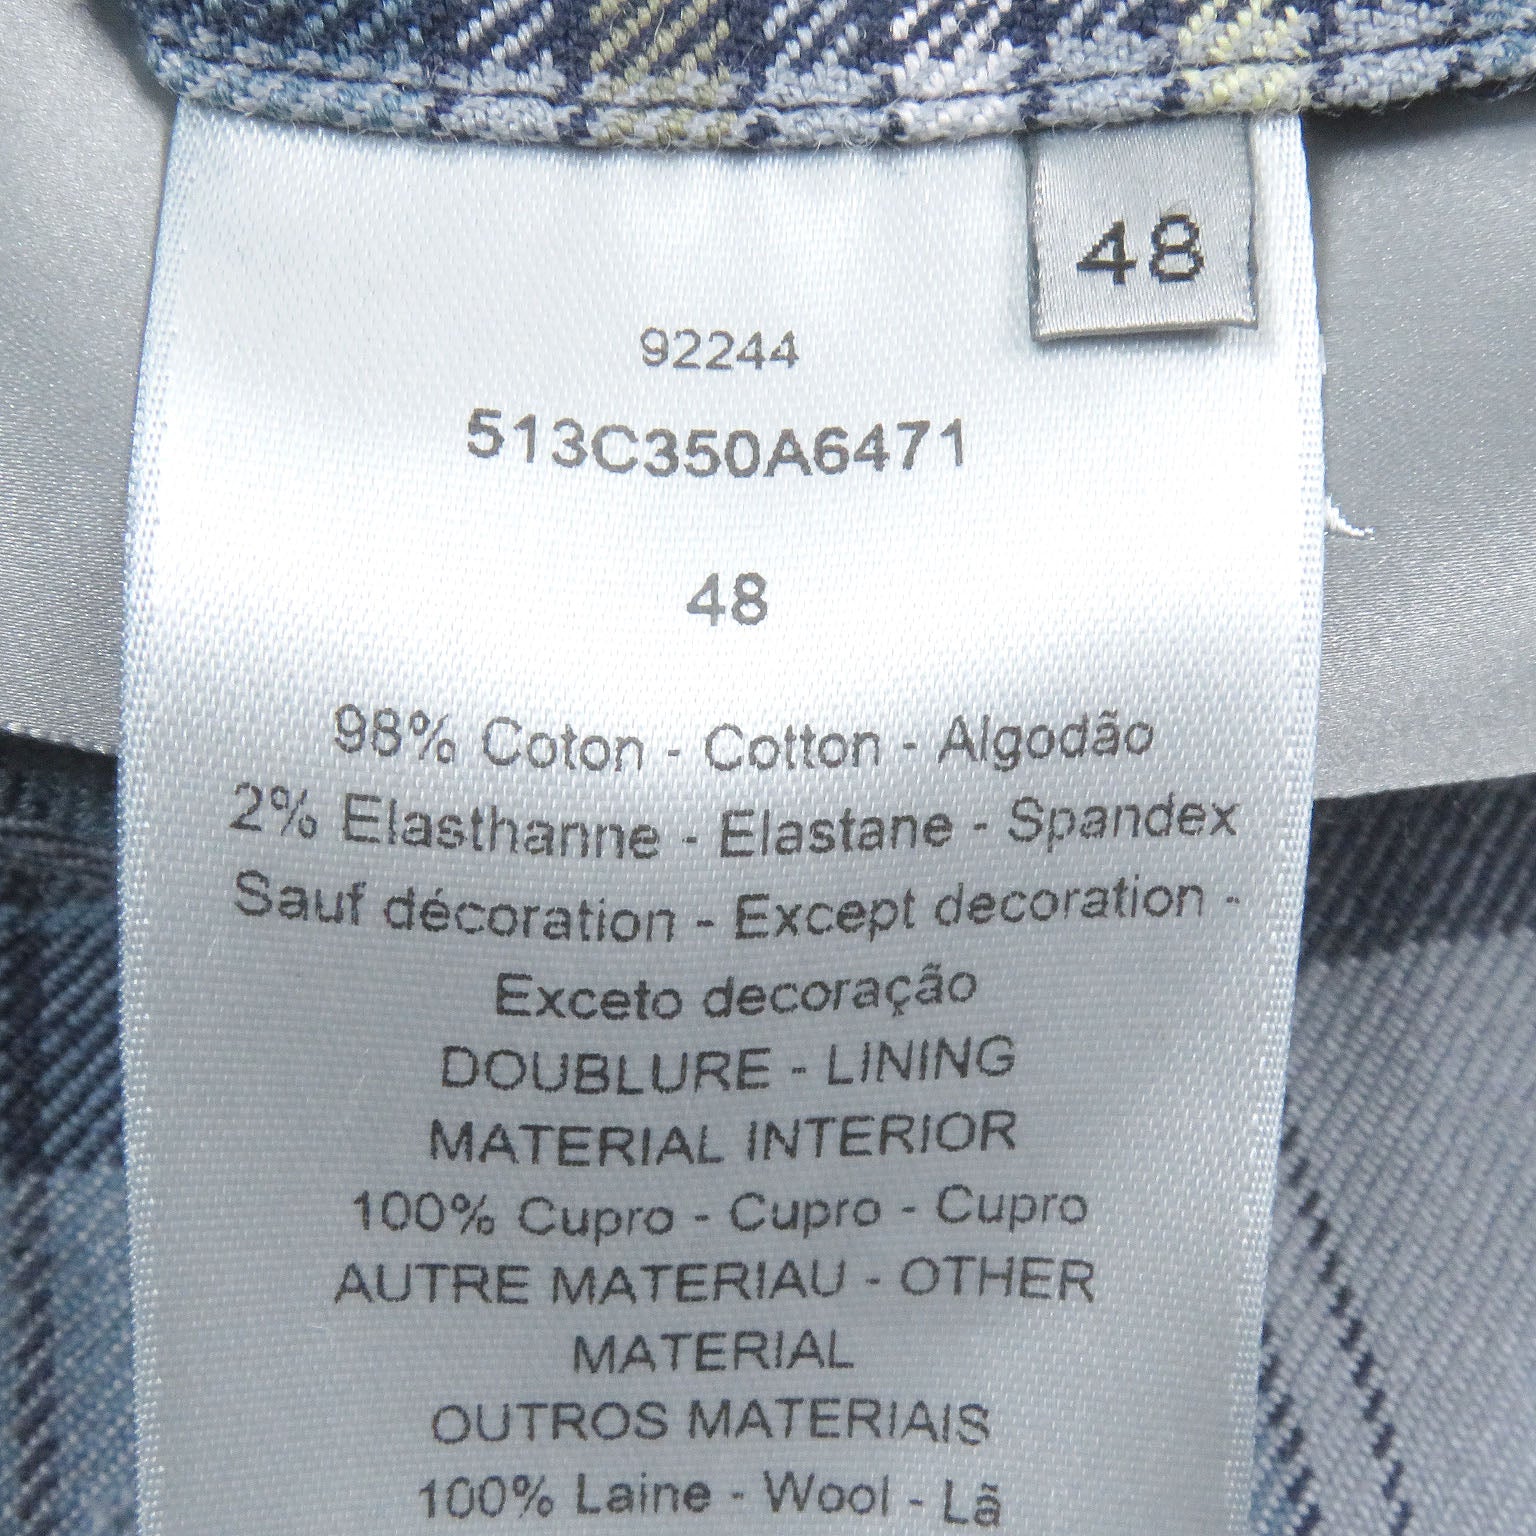 48
92244
513C350A6471
48
98% Coton - Cotton - Algodão
2% Elasthanne - Elastane - Spandex
Sauf décoration - Except decoration -
Exceto decoração
DOUBLURE - LINING
MATERIAL INTERIOR
100% Cupro - Cupro - Cupro
AUTRE MATERIAU - OTHER
MATERIAL
OUTROS MATERIAIS
100% Laine - Wool - Lã